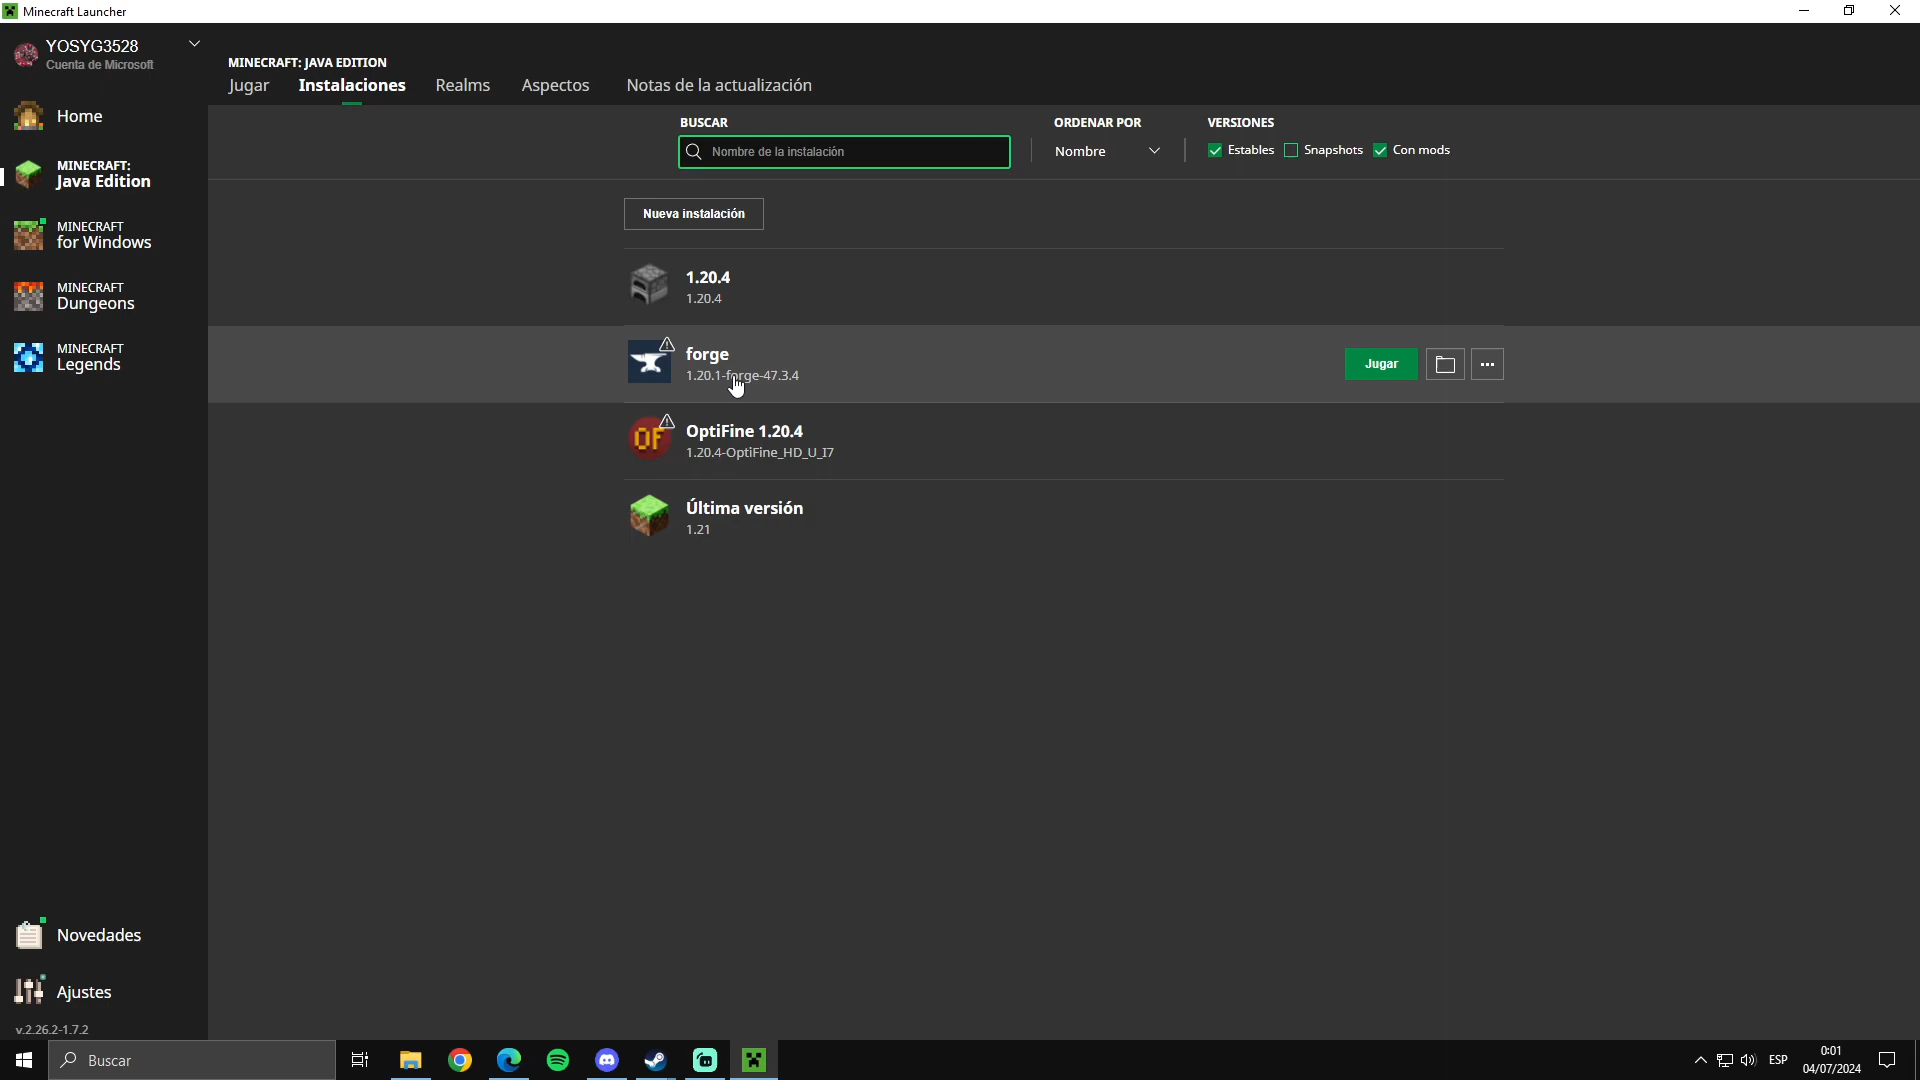 Minecraft Launcher
YOSYG3528
Cuenta de Microsoft
Home
MINECRAFT:
Java Edition
MINECRAFT
for Windows
MINECRAFT
Dungeons
MINECRAFT
Legends
Novedades
Ajustes
v.2.26.2-1.7.2
MINECRAFT: JAVA EDITION
Jugar Instalaciones Realms Aspectos Notas de la actualización
BUSCAR
Nombre de la instalación
ORDENAR POR
Nombre
VERSIONES
Estables Snapshots Con mods
Nueva instalación
1.20.4
1.20.4
forge
1.20.1-forge-47.3.4
Jugar
OF
OptiFine 1.20.4
1.20.4-OptiFine_HD_U_I7
Última versión
1.21
Buscar
ESP
0:01
04/07/2024